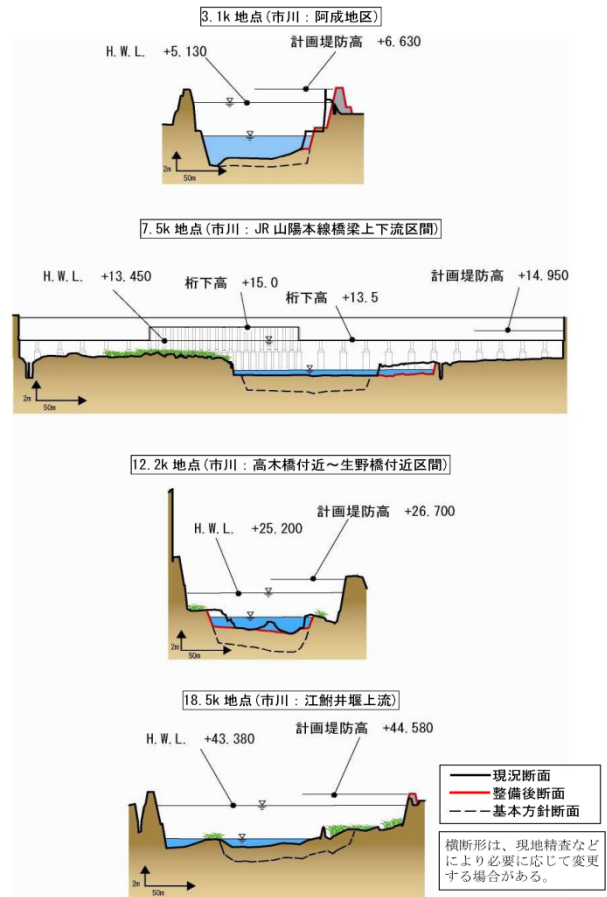 3.1k 地点(市川：阿成地区)
H.W.L. +5.130
計画堤防高 +6.630
2m
50m
7.5k 地点(市川：JR 山陽本線橋梁上下流区間)
H.W.L. +13.450
桁下高 +15.0
桁下高 +13.5
計画堤防高 +14.950
2m
50m
12.2k 地点(市川：高木橋付近～生野橋付近区間)
H.W.L. +25.200
計画堤防高 +26.700
2m
50m
18.5k 地点(市川：江鮒井堰上流)
H.W.L. +43.380
計画堤防高 +44.580
2m
50m
現況断面
整備後断面
基本方針断面
横断形は、現地精査など
により必要に応じて変更
する場合がある。